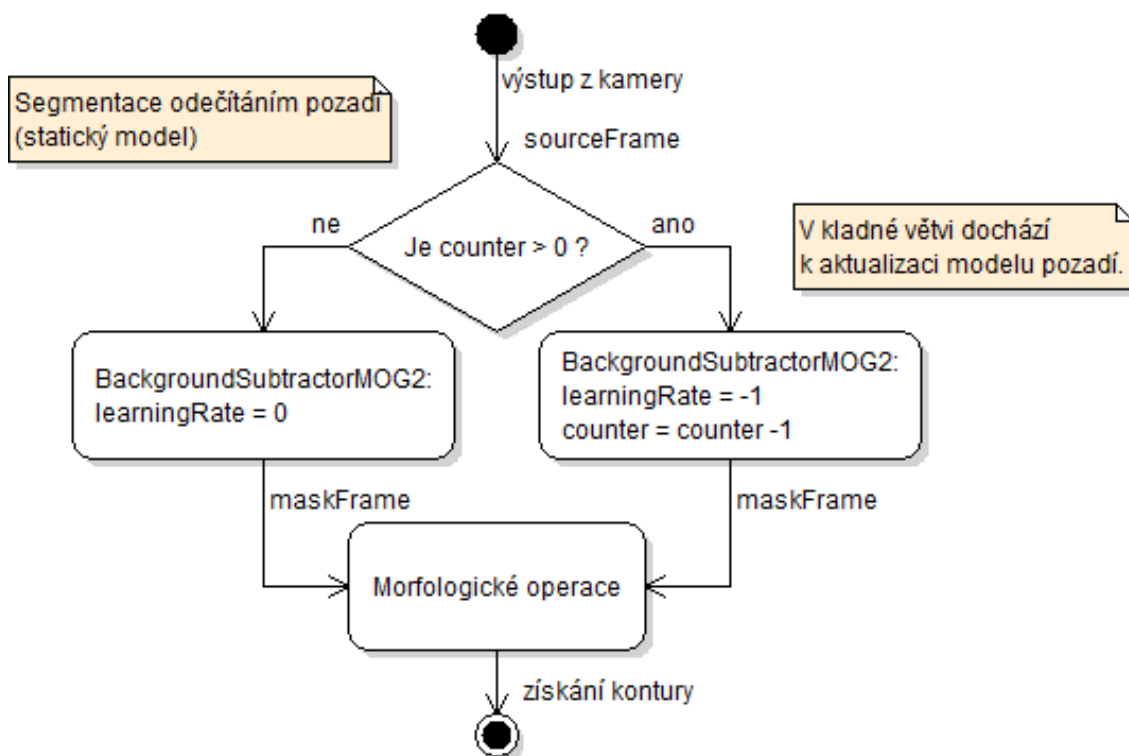 výstup z kamery
Segmentace odečítáním pozadí
(statický model)
sourceFrame
ne
ano
Je counter > 0 ?
V kladné větvi dochází
k aktualizaci modelu pozadí.
BackgroundSubtractorMOG2:
learningRate = 0
BackgroundSubtractorMOG2:
learningRate = -1
counter = counter -1
maskFrame
maskFrame
Morfologické operace
získání kontury